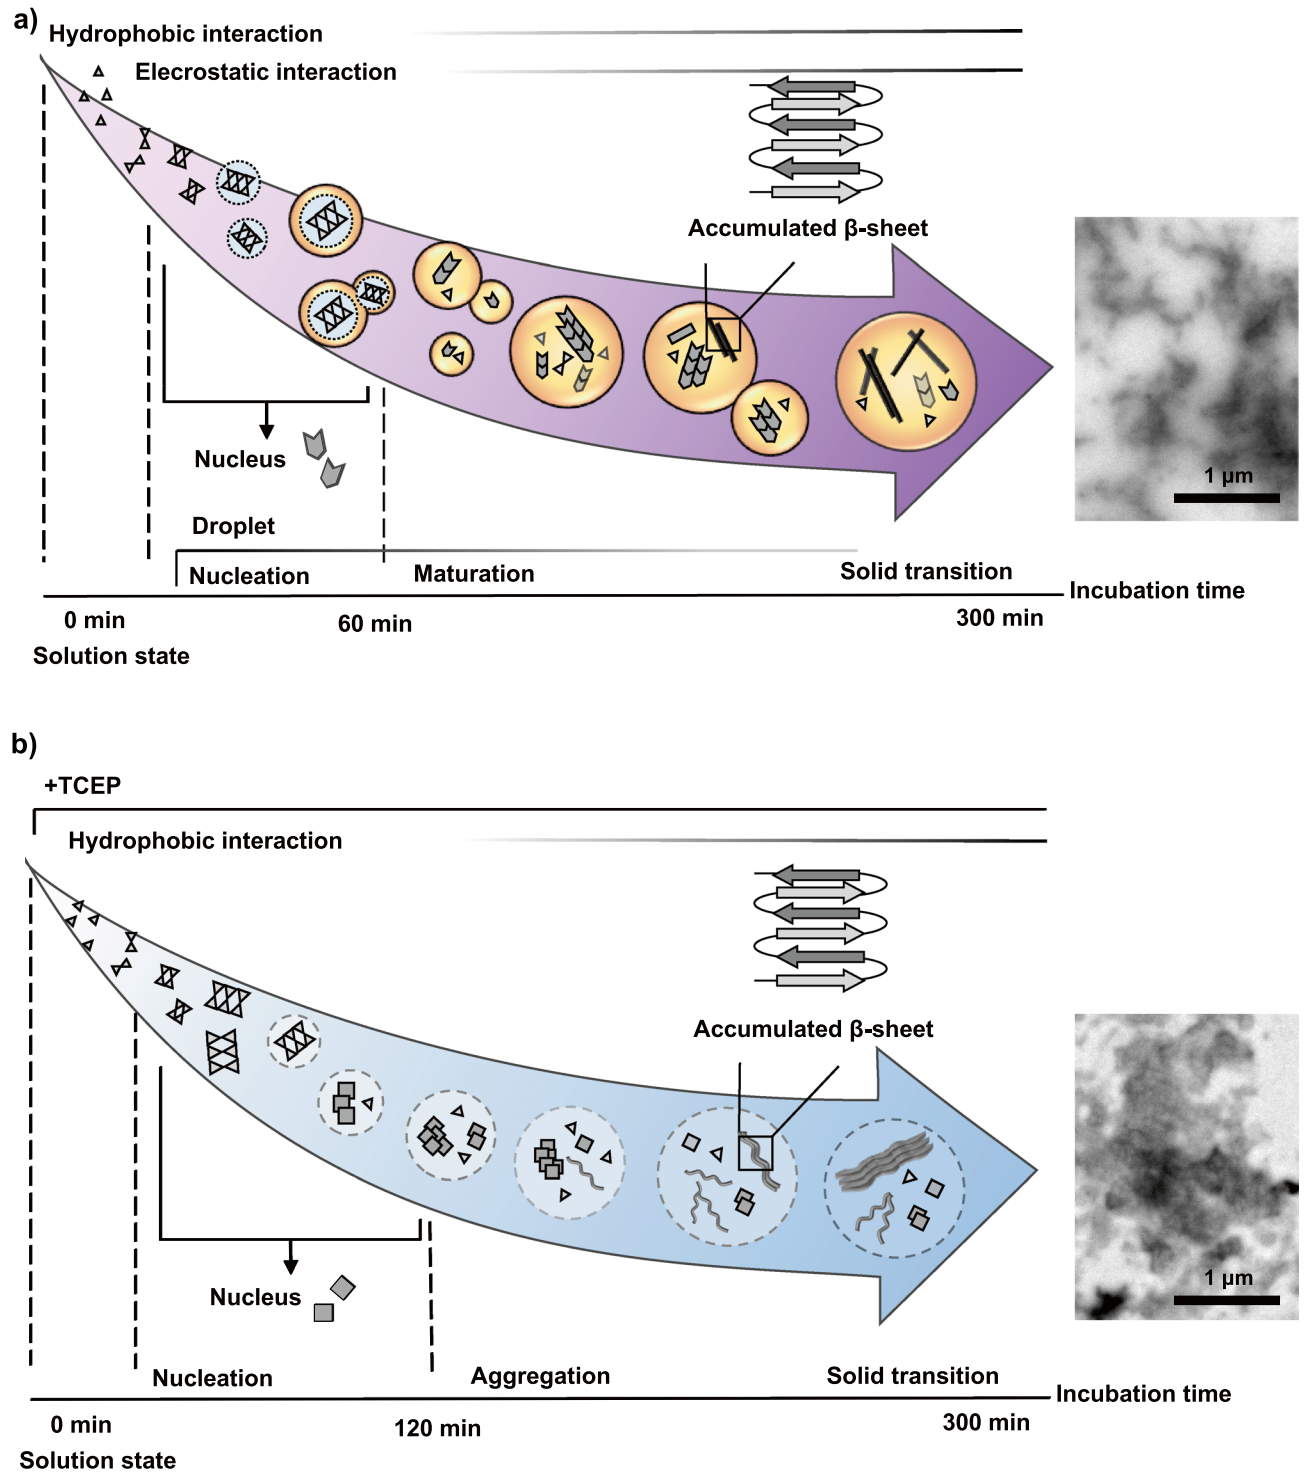 a)
Hydrophobic interaction
Elecrostatic interaction
Accumulated β-sheet
1 µm
Nucleus
Droplet
Nucleation
Maturation
Solid transition
Incubation time
0 min
60 min
300 min
Solution state
b)
+TCEP
Hydrophobic interaction
Accumulated β-sheet
1 µm
Nucleus
Nucleation
Aggregation
Solid transition
Incubation time
0 min
120 min
300 min
Solution state